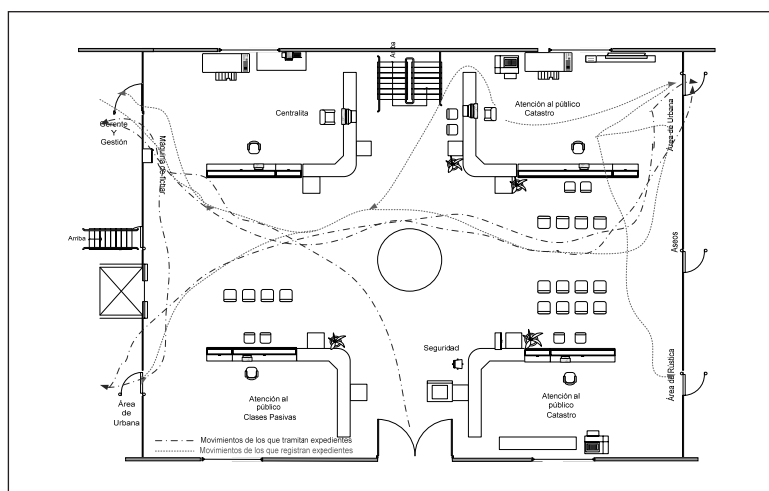 Arriba
Centralita
Atención al público
Catastro
Gerente
Y
Gestión
Máquina de fichar
Área de Urbana
Arriba
Aseos
Seguridad
Área de Rústica
Área
de
Urbana
Atención al
público
Clases Pasivas
Atención al
público
Catastro
Movimientos de los que tramitan expedientes
Movimientos de los que registran expedientes